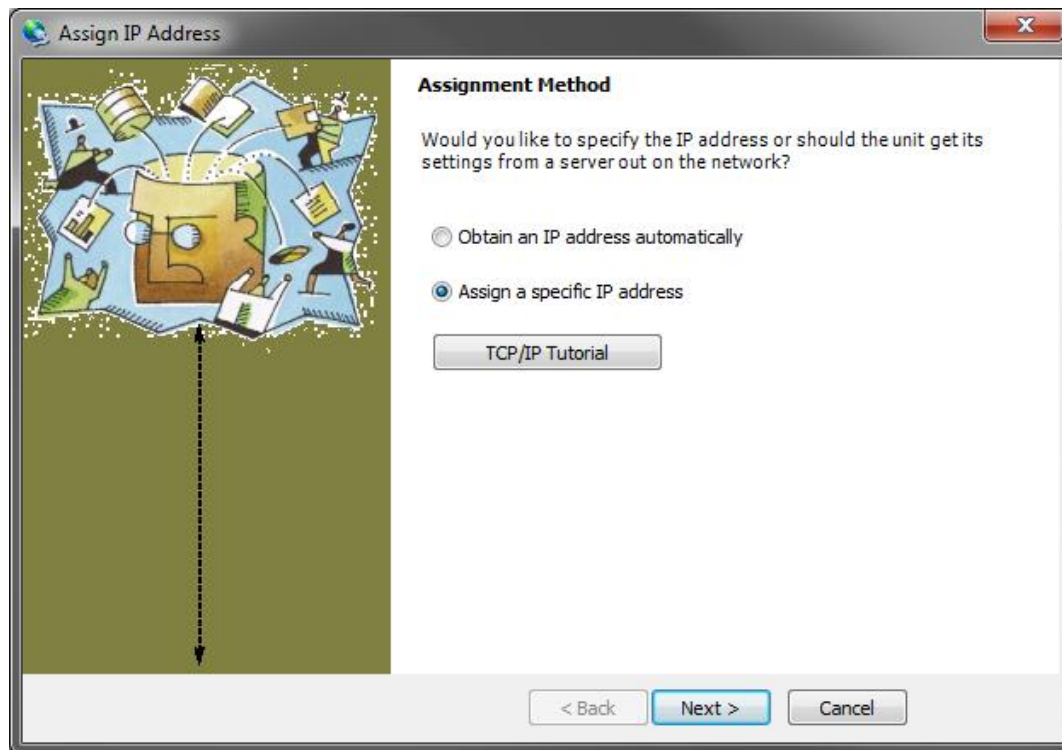 Assign IP Address
Assignment Method
Would you like to specify the IP address or should the unit get its
settings from a server out on the network?
Obtain an IP address automatically
Assign a specific IP address
TCP/IP Tutorial
< Back
Next >
Cancel